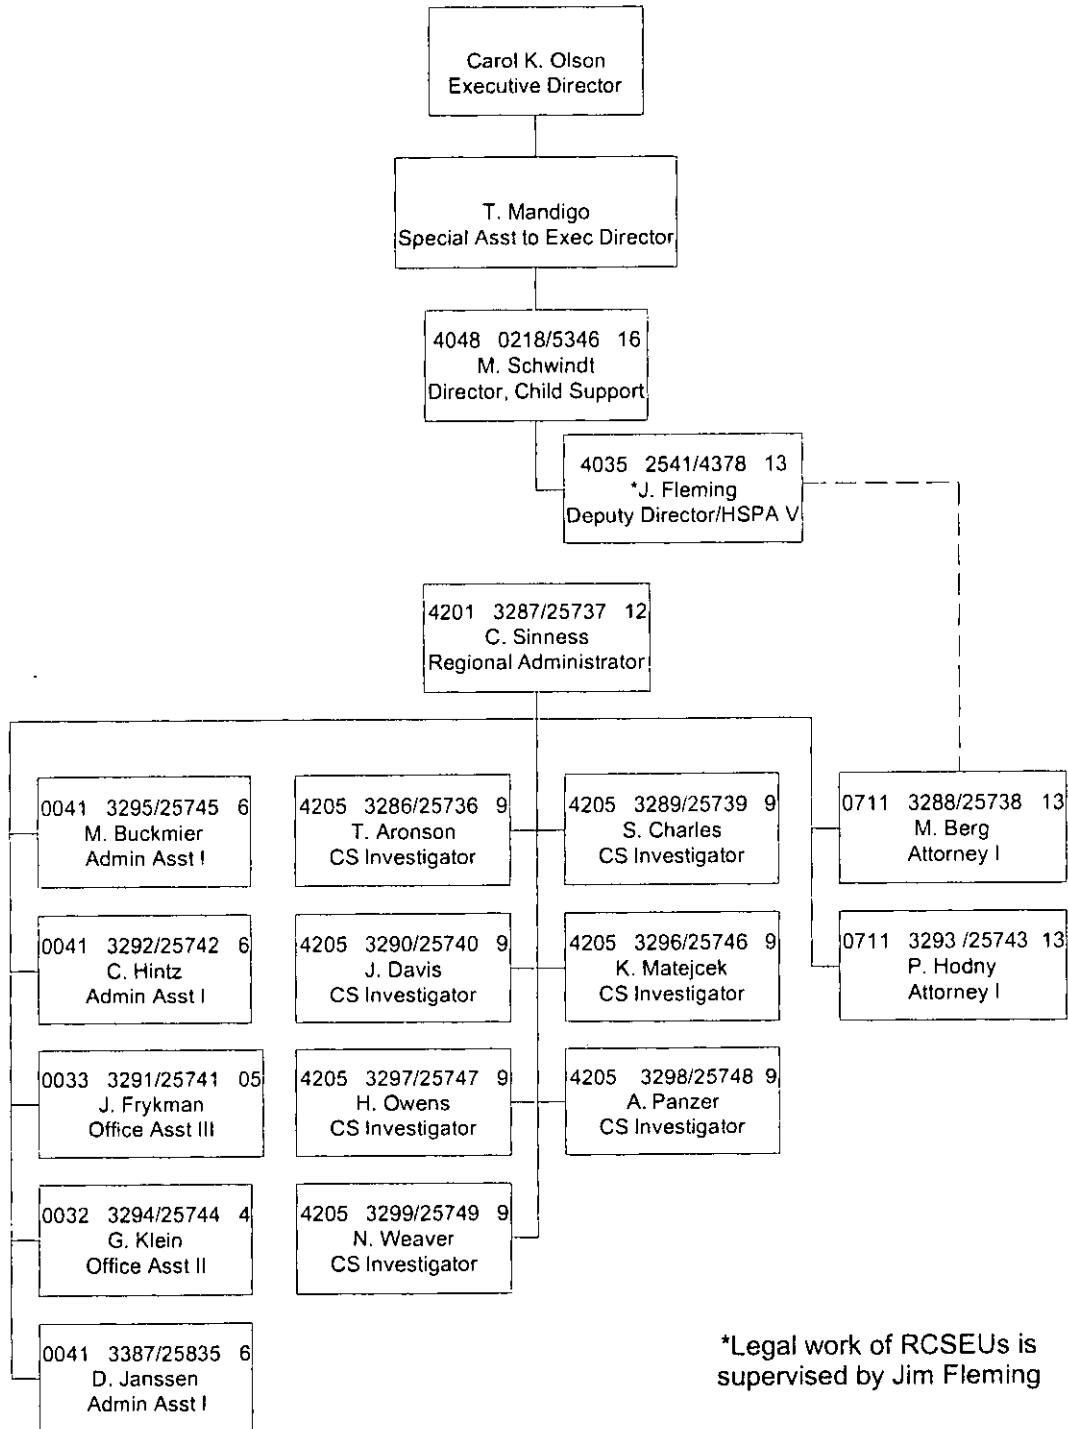 Carol K. Olson
Executive Director
T. Mandigo
Special Asst to Exec Director
4048 0218/5346 16
M. Schwindt
Director, Child Support
4035 2541/4378 13
*J. Fleming
Deputy Director/HSPA V
4201 3287/25737 12
C. Sinness
Regional Administrator
0041 3295/25745 6
M. Buckmier
Admin Asst I
4205 3286/25736 9
T. Aronson
CS Investigator
4205 3289/25739 9
S. Charles
CS Investigator
0711 3288/25738 13
M. Berg
Attorney I
0041 3292/25742 6
C. Hintz
Admin Asst I
4205 3290/25740 9
J. Davis
CS Investigator
4205 3296/25746 9
K. Matejcek
CS Investigator
0711 3293 /25743 13
P. Hodny
Attorney I
0033 3291/25741 05
J. Frykman
Office Asst III
4205 3297/25747 9
H. Owens
CS Investigator
4205 3298/25748 9
A. Panzer
CS Investigator
0032 3294/25744 4
G. Klein
Office Asst II
4205 3299/25749 9
N. Weaver
CS Investigator
0041 3387/25835 6
D. Janssen
Admin Asst I
*Legal work of RCSEUs is
supervised by Jim Fleming